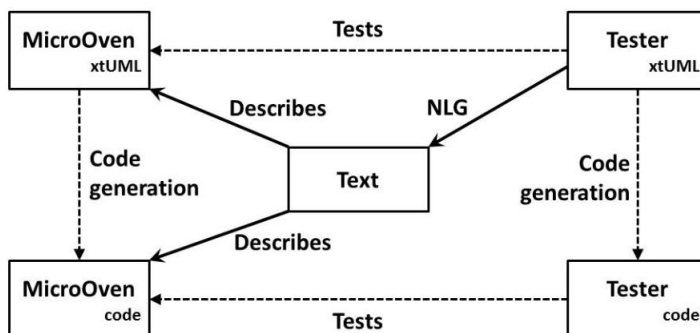 MicroOven
xtUML
Tests
Tester
xtUML
Describes
NLG
Code
generation
Text
Code
generation
Describes
MicroOven
code
Tests
Tester
code